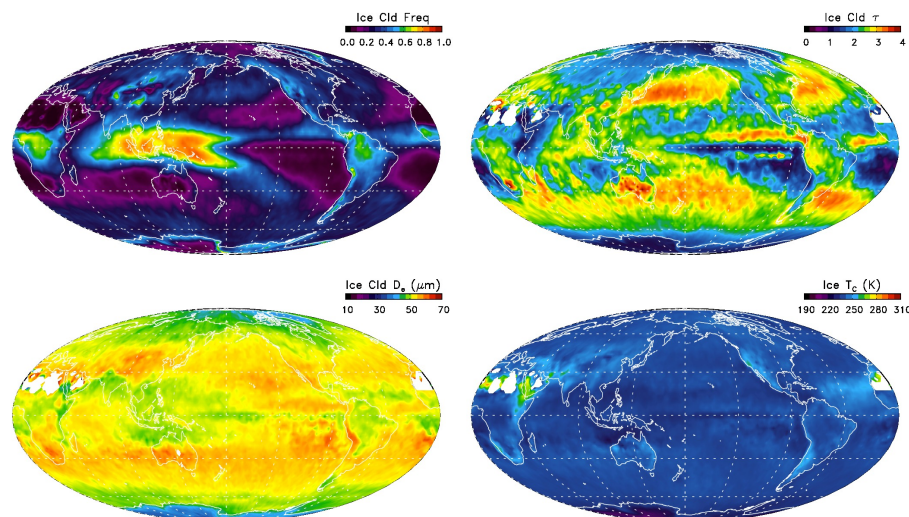 Ice Cld Freq
0.0 0.2 0.4 0.6 0.8 1.0
Ice Cld τ
0 1 2 3 4
Ice Cld Dₑ (μm)
10 30 50 70
Ice T_C (K)
190 220 250 280 310